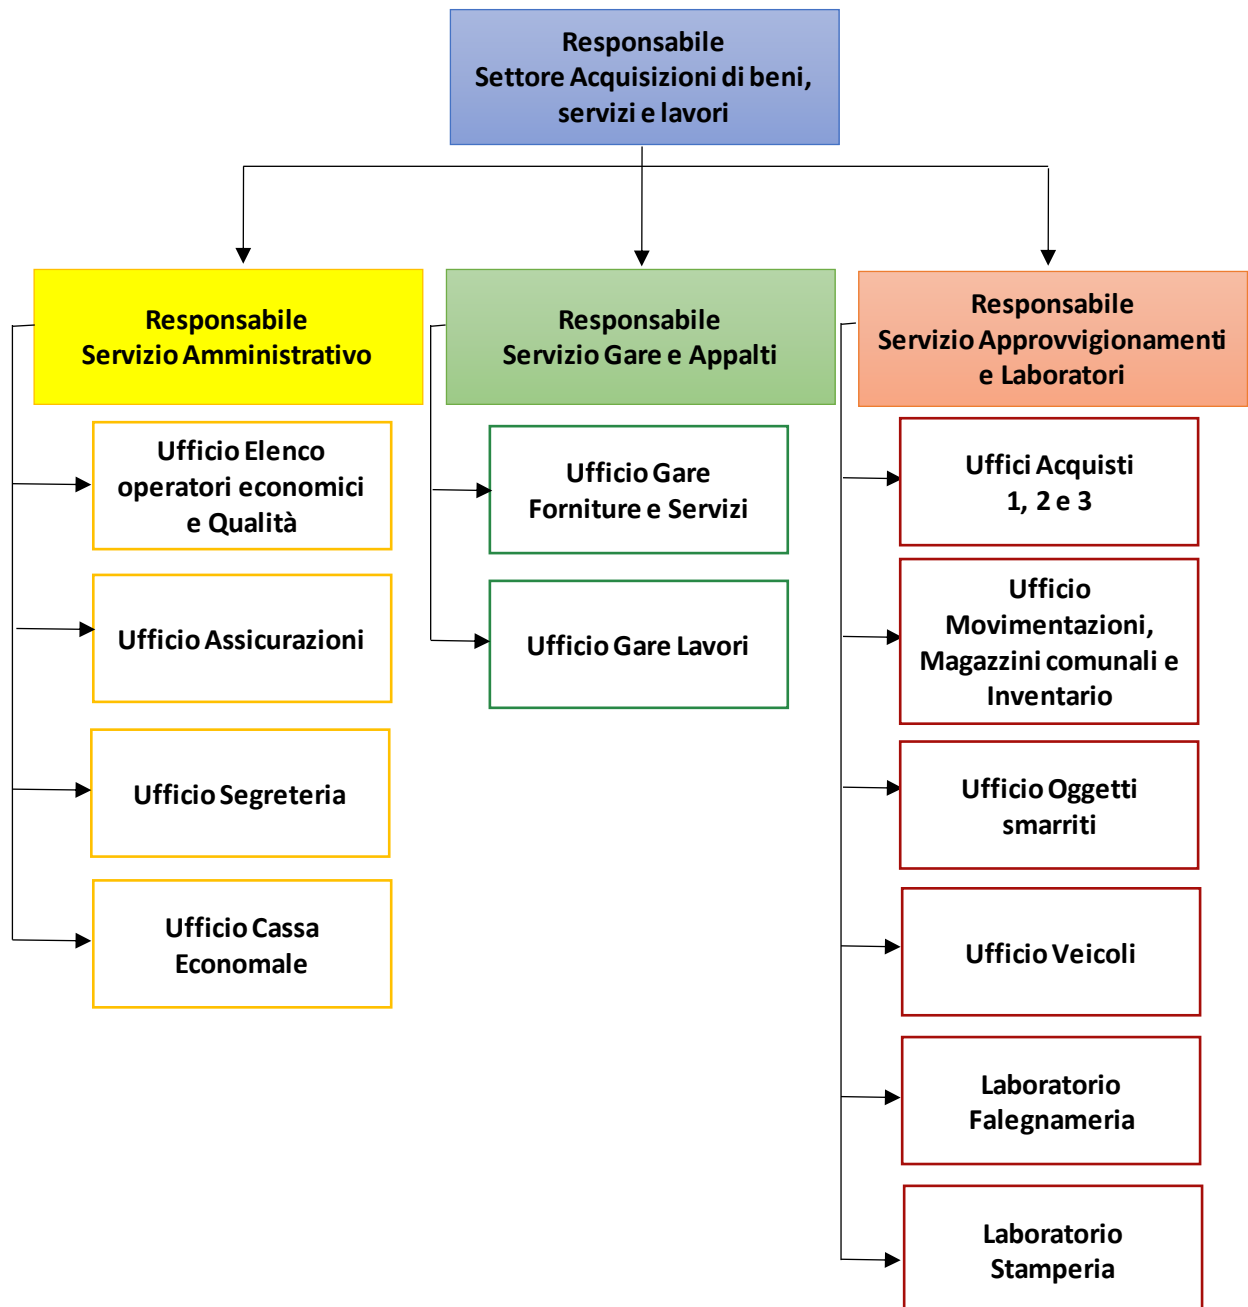 Responsabile
Settore Acquisizioni di beni,
servizi e lavori
Responsabile
Servizio Amministrativo
Ufficio Elenco
operatori economici
e Qualità
Ufficio Assicurazioni
Ufficio Segreteria
Ufficio Cassa
Economale
Responsabile
Servizio Gare e Appalti
Ufficio Gare
Forniture e Servizi
Ufficio Gare Lavori
Responsabile
Servizio Approvvigionamenti
e Laboratori
Uffici Acquisti
1, 2 e 3
Ufficio
Movimentazioni,
Magazzini comunali e
Inventario
Ufficio Oggetti
smarriti
Ufficio Veicoli
Laboratorio
Falegnameria
Laboratorio
Stamperia